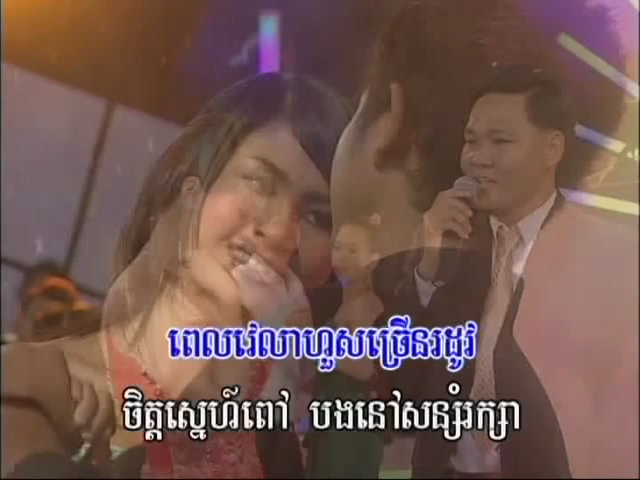 ពេលវេលាហួសច្រើនរដូវ
ចិត្តស្នេហ៍ពៅ បងនៅសន្សំរក្សា